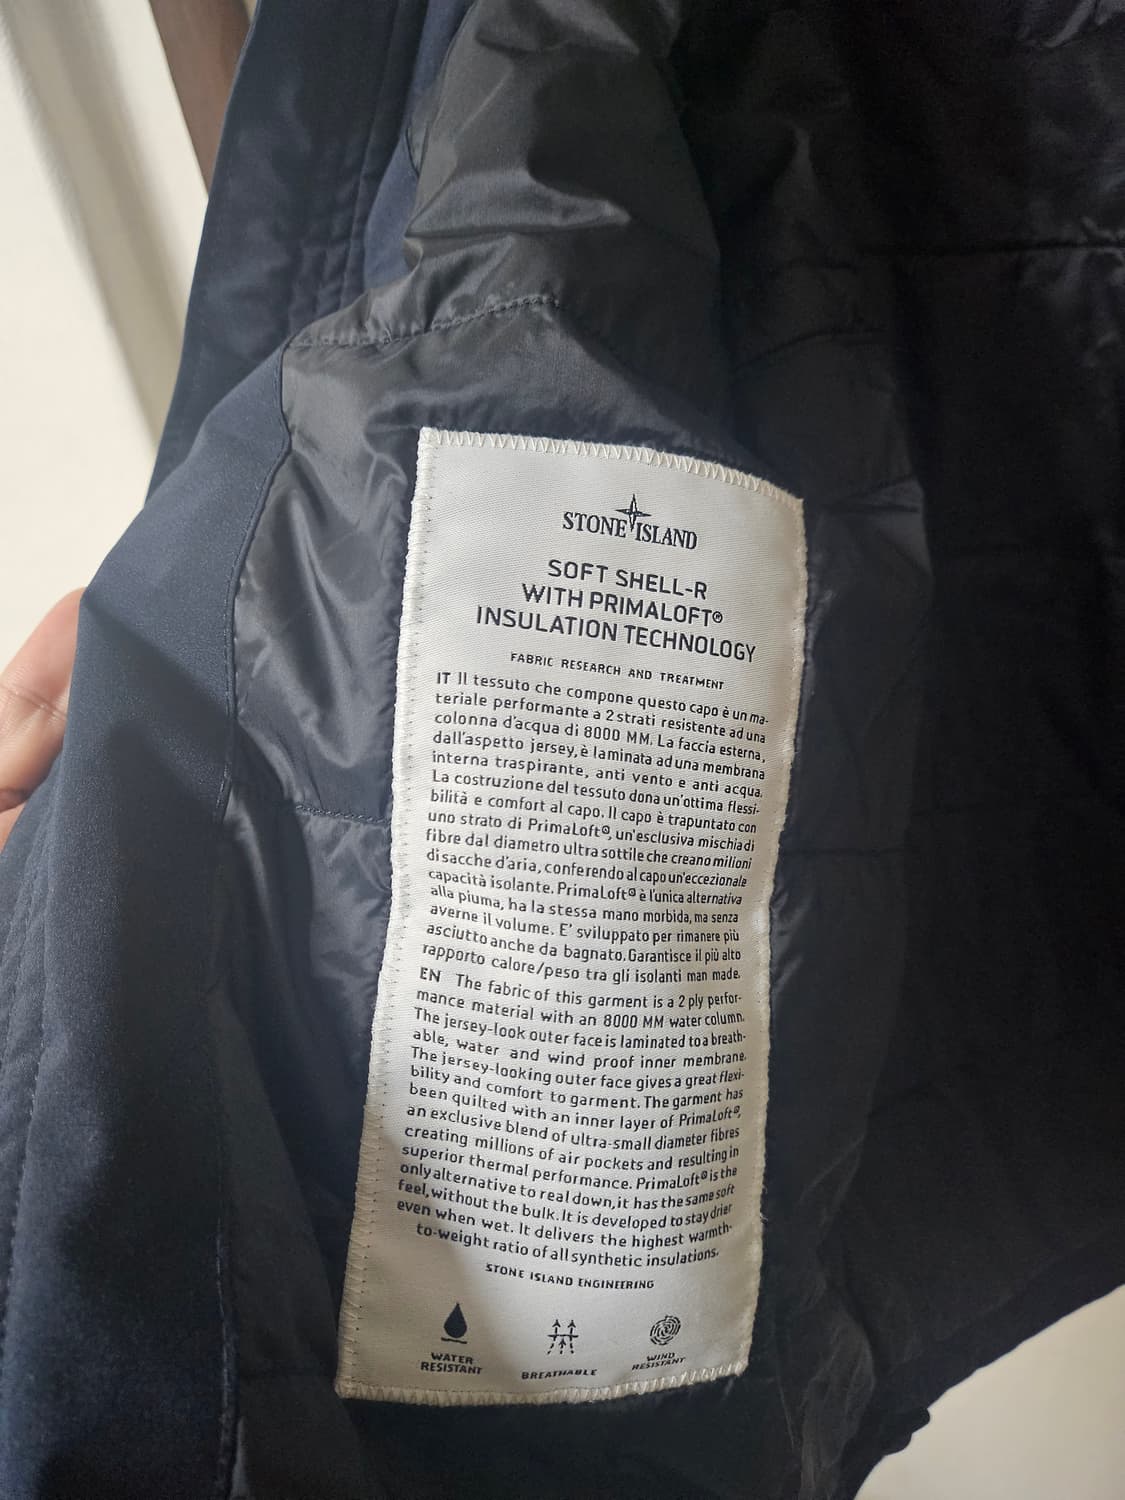 STONE ISLAND
SOFT SHELL-R
WITH PRIMALOFT®
INSULATION TECHNOLOGY
FABRIC RESEARCH AND TREATMENT
IT Il tessuto che compone questo capo è un ma-
teriale performante a 2 strati resistente ad una
colonna d'acqua di 8000 MM. La faccia esterna,
dall'aspetto jersey, è laminata ad una membrana
interna traspirante, anti vento e anti acqua.
La costruzione del tessuto dona un'ottima flessi-
bilità e comfort al capo. Il capo è trapuntato con
uno strato di PrimaLoft®, un'esclusiva mischia di
fibre dal diametro ultra sottile che creano milioni
di sacche d'aria, conferendo al capo un'eccezionale
capacità isolante. PrimaLoft® è l'unica alternativa
alla piuma, ha la stessa mano morbida, ma senza
averne il volume. E' sviluppato per rimanere più
asciutto anche da bagnato. Garantisce il più alto
rapporto calore/peso tra gli isolanti man made.
EN The fabric of this garment is a 2 ply perfor-
mance material with an 8000 MM water column.
The jersey-look outer face is laminated to a breath-
able, water and wind proof inner membrane.
The jersey-looking outer face gives a great flexi-
bility and comfort to garment. The garment has
been quilted with an inner layer of PrimaLoft®,
an exclusive blend of ultra-small diameter fibres
creating millions of air pockets and resulting in
superior thermal performance. PrimaLoft® is the
only alternative to real down, it has the same soft
feel, without the bulk. It is developed to stay drier
even when wet. It delivers the highest warmth-
to-weight ratio of all synthetic insulations.
STONE ISLAND ENGINEERING
WATER
RESISTANT
BREATHABLE
WIND
RESISTANT